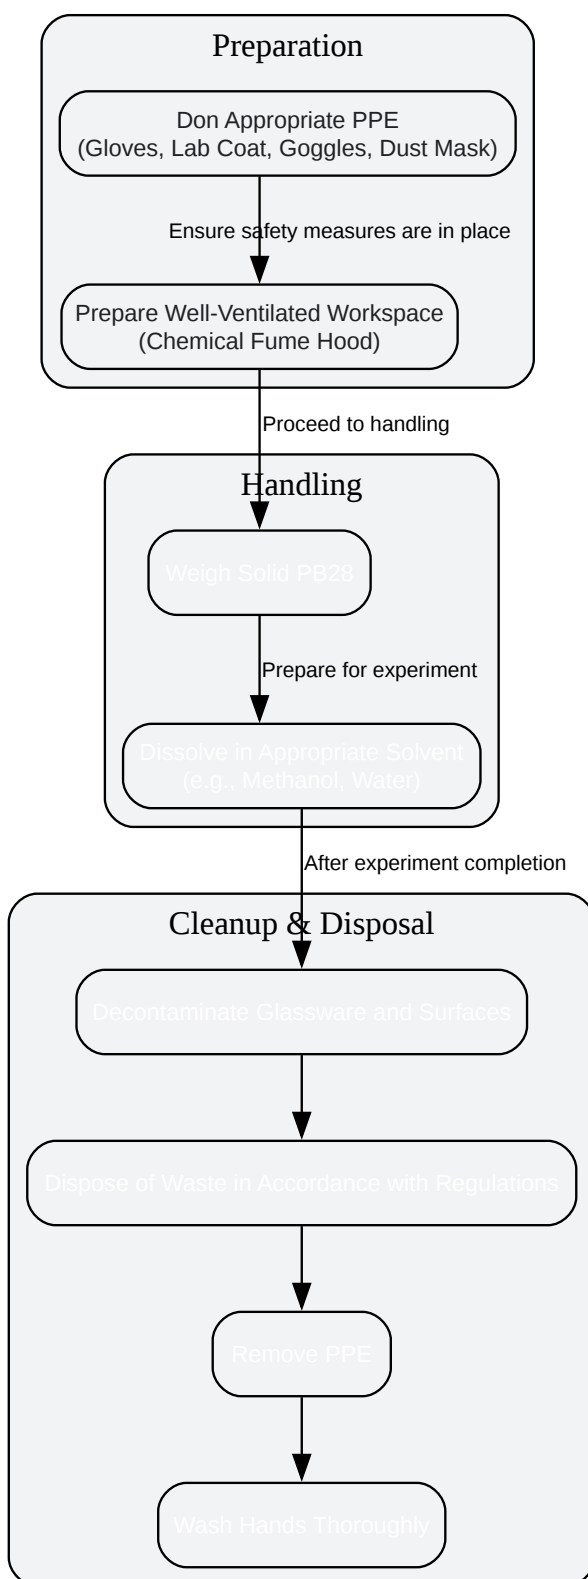 Preparation
Don Appropriate PPE
(Gloves, Lab Coat, Goggles, Dust Mask)
Ensure safety measures are in place
Prepare Well-Ventilated Workspace
(Chemical Fume Hood)
Proceed to handling
Handling
Weigh Solid PB28
Prepare for experiment
Dissolve in Appropriate Solvent
(e.g., Methanol, Water)
After experiment completion
Cleanup & Disposal
Decontaminate Glassware and Surfaces
Dispose of Waste in Accordance with Regulations
Remove PPE
Wash Hands Thoroughly